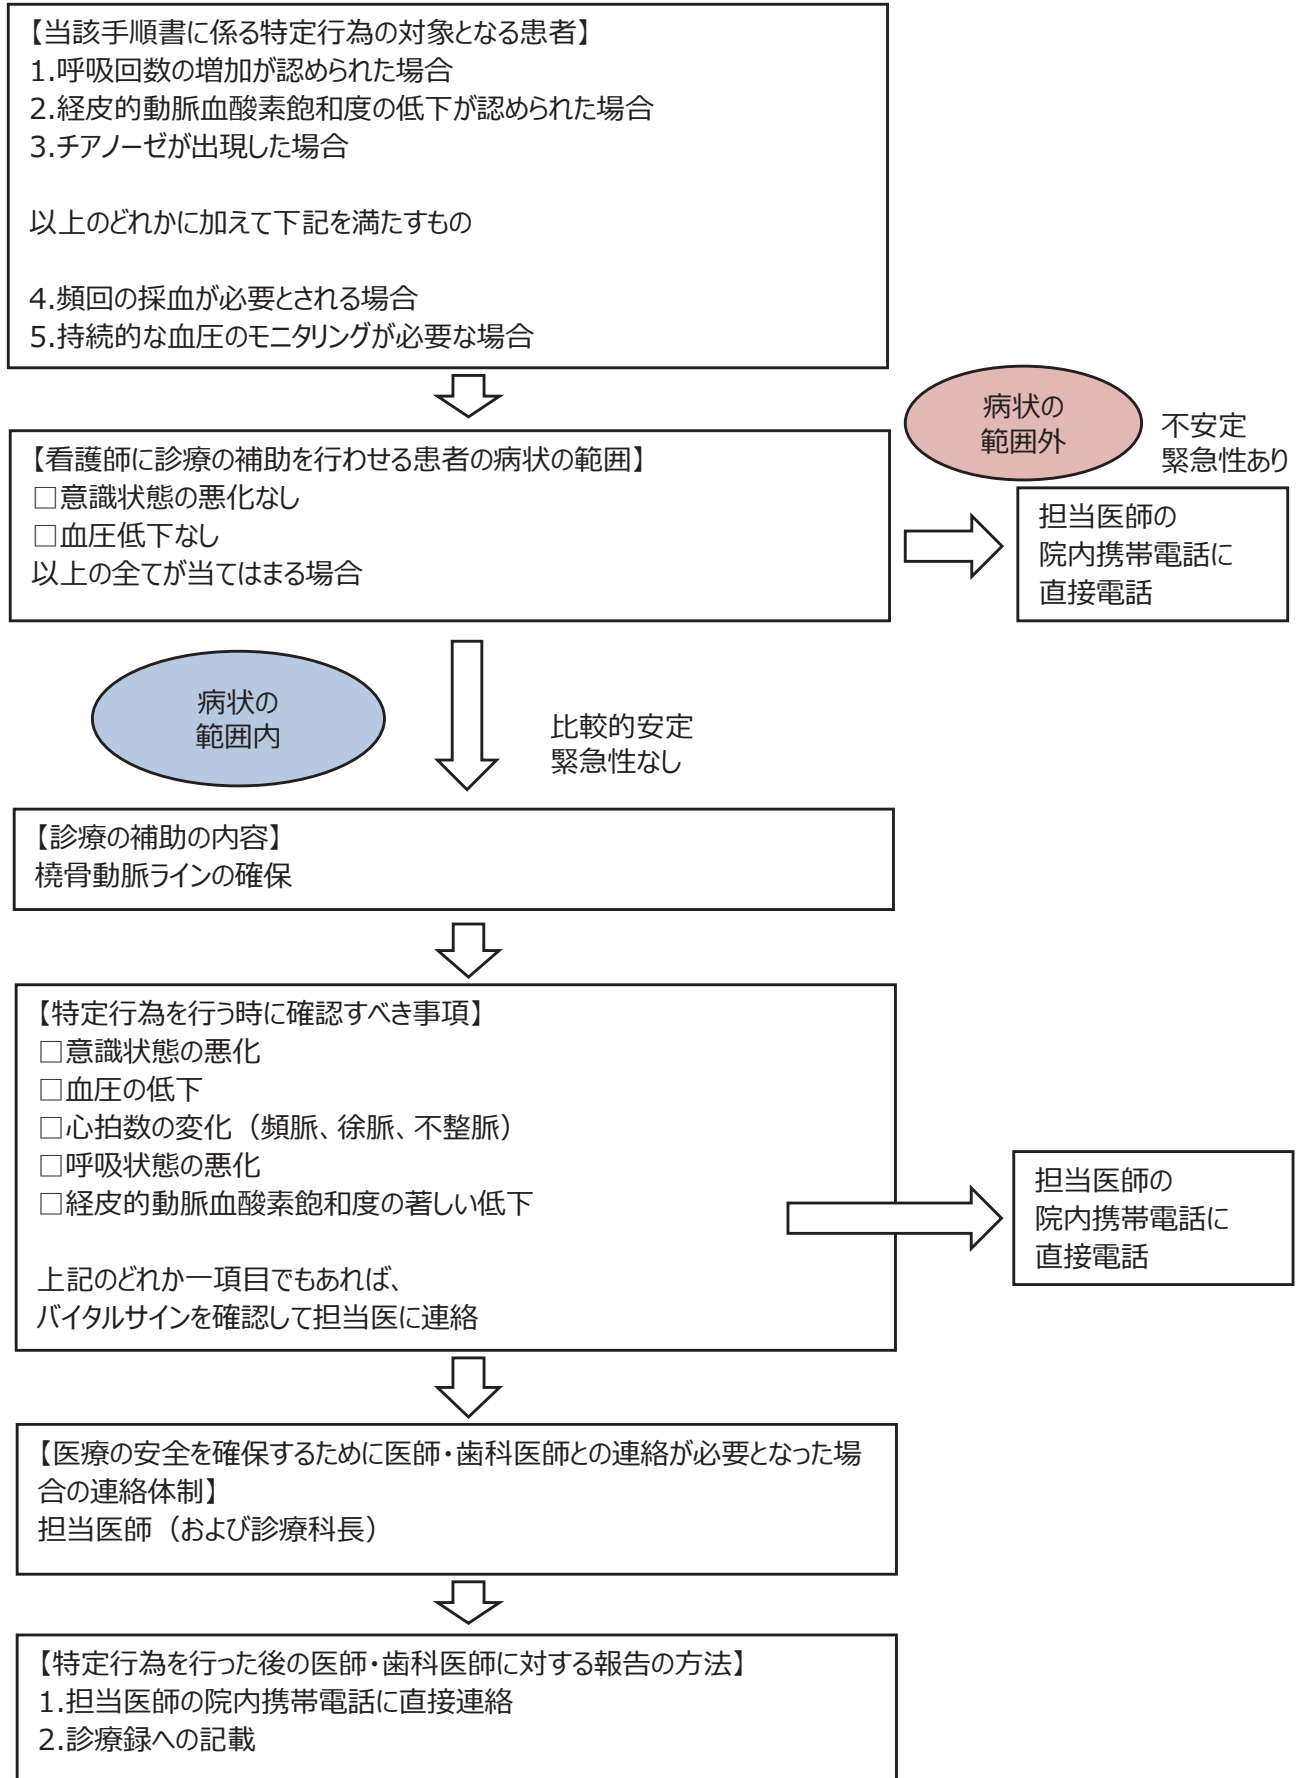 【当該手順書に係る特定行為の対象となる患者】
1.呼吸回数の増加が認められた場合
2.経皮的動脈血酸素飽和度の低下が認められた場合
3.チアノーゼが出現した場合
以上のどれかに加えて下記を満たすもの
4.頻回の採血が必要とされる場合
5.持続的な血圧のモニタリングが必要な場合
病状の
範囲外
不安定
緊急性あり
【看護師に診療の補助を行わせる患者の病状の範囲】
□意識状態の悪化なし
□血圧低下なし
以上の全てが当てはまる場合
担当医師の
院内携帯電話に
直接電話
病状の
範囲内
比較的安定
緊急性なし
【診療の補助の内容】
橈骨動脈ラインの確保
【特定行為を行う時に確認すべき事項】
□意識状態の悪化
□血圧の低下
□心拍数の変化（頻脈、徐脈、不整脈）
□呼吸状態の悪化
□経皮的動脈血酸素飽和度の著しい低下
上記のどれか一項目でもあれば、
バイタルサインを確認して担当医に連絡
担当医師の
院内携帯電話に
直接電話
【医療の安全を確保するために医師・歯科医師との連絡が必要となった場
合の連絡体制】
担当医師（および診療科長）
【特定行為を行った後の医師・歯科医師に対する報告の方法】
1.担当医師の院内携帯電話に直接連絡
2.診療録への記載